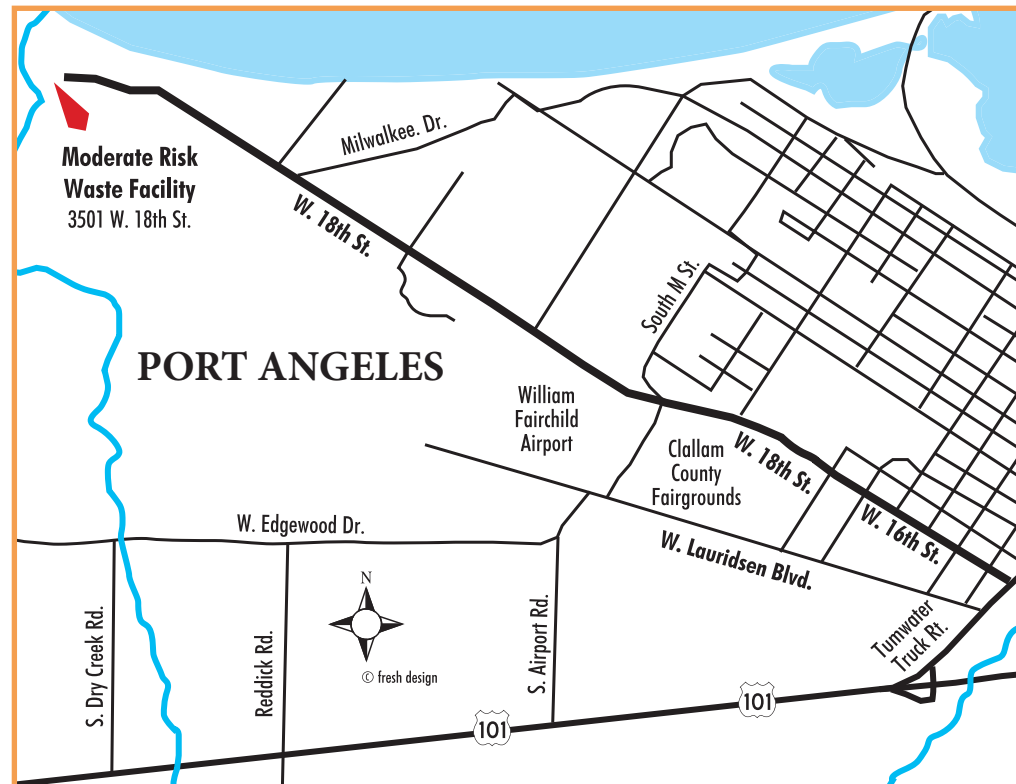 Milwalkee. Dr.
Moderate Risk
Waste Facility
3501 W. 18th St.
W. 18th St.
South M St.
PORT ANGELES
William
Fairchild
Airport
Clallam
County
Fairgrounds
W. 18th St.
W. 16th St.
W. Edgewood Dr.
W. Lauridsen Blvd.
N
© fresh design
S. Dry Creek Rd.
Reddick Rd.
S. Airport Rd.
Tumwater
Truck Rt.
101
101